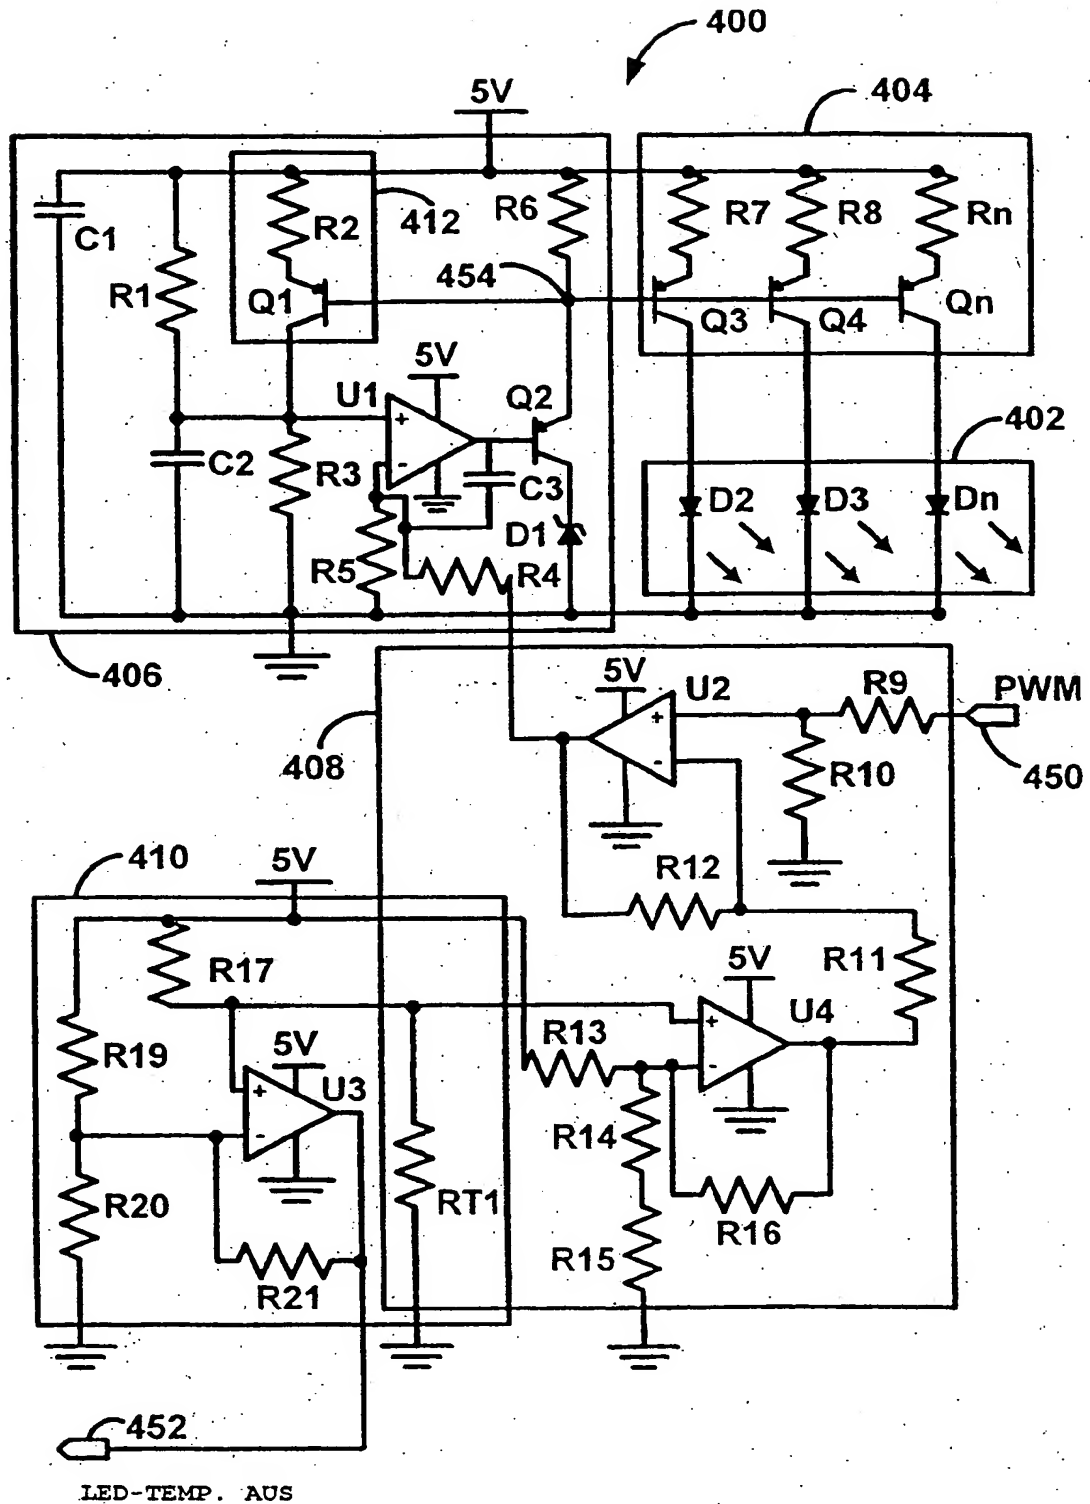 400
5V
404
R2
412
R6
R7
R8
Rn
C1
R1
Q1
454
Q3
Q4
Qn
5V
U1
+
-
Q2
402
C2
R3
C3
D1
D2
D3
Dn
R5
R4
406
408
5V
U2
+
-
R9
PWM
R10
450
410
5V
R12
R17
R11
5V
U4
+
-
R13
R19
5V
U3
+
-
R14
R20
RT1
R16
R15
R21
452
LED-TEMP. AUS